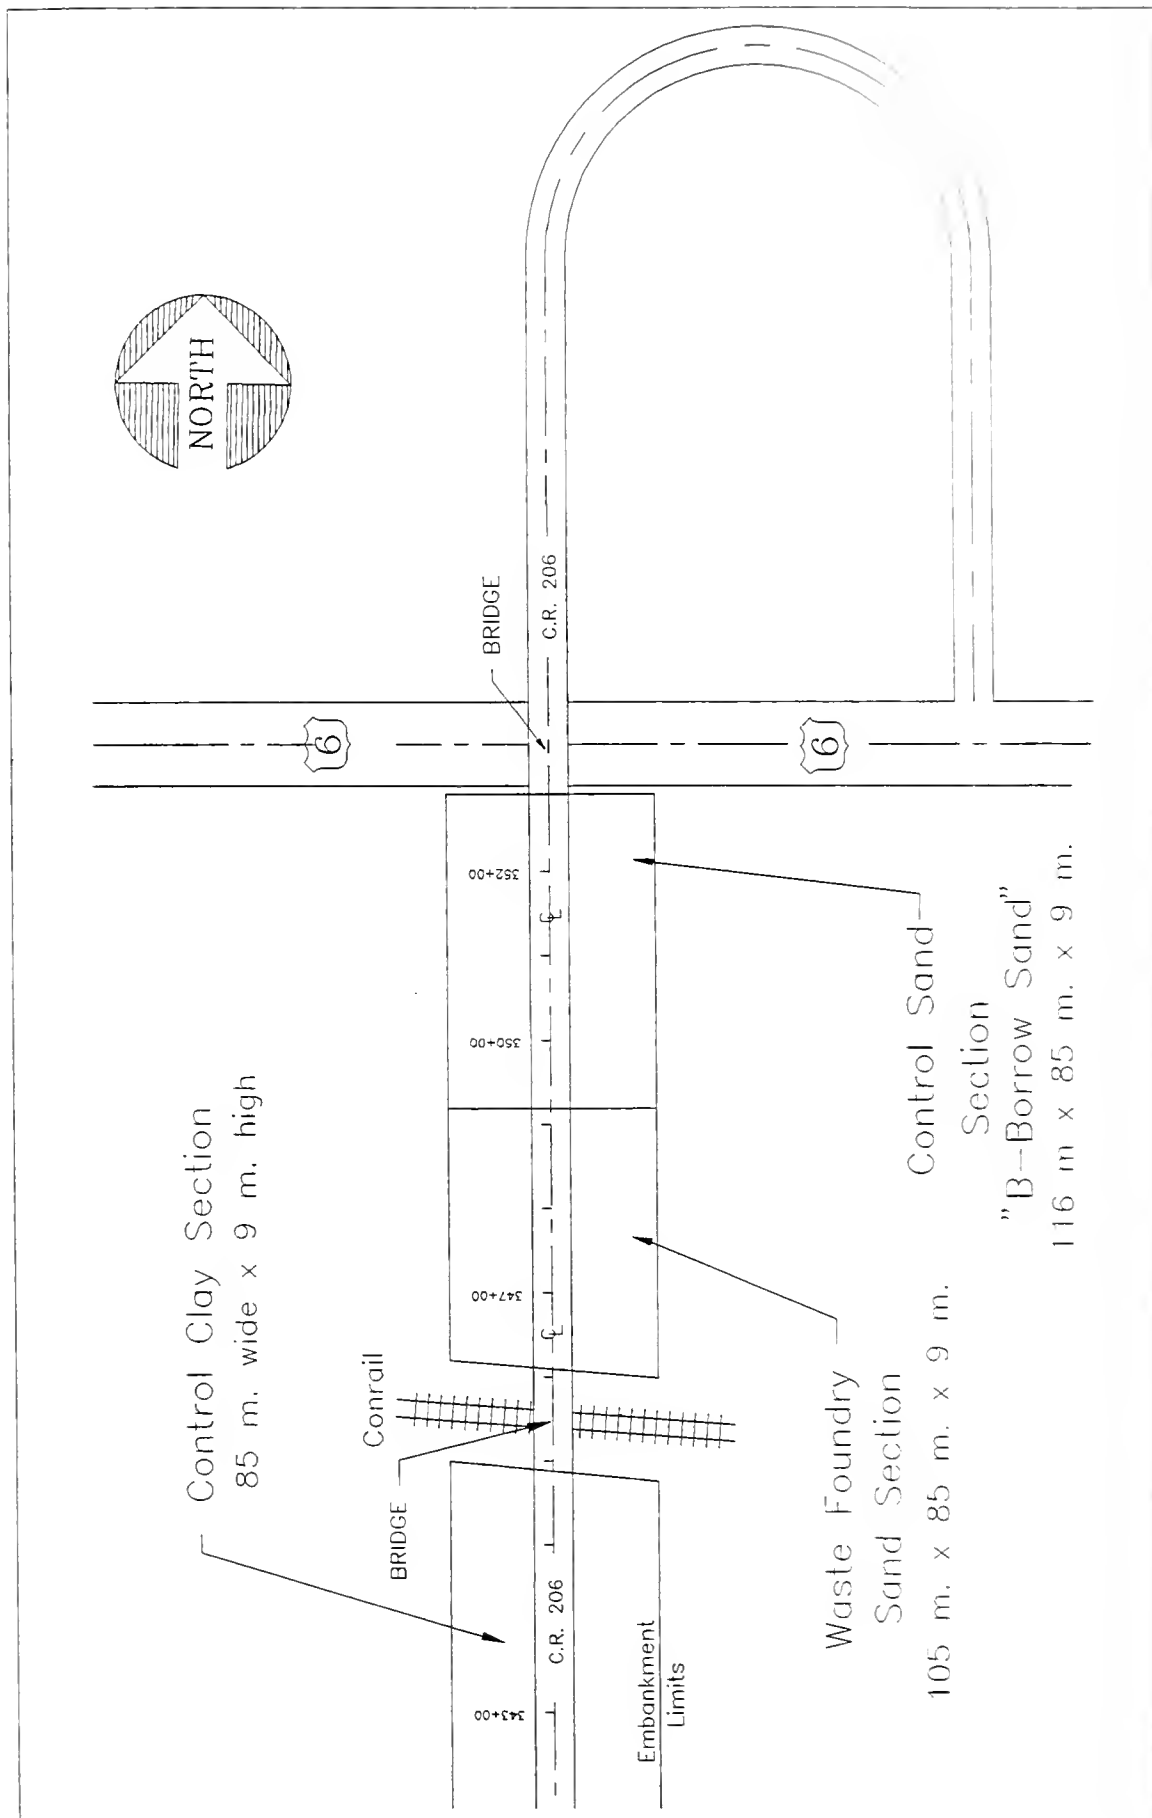 NORTH
Control Clay Section
85 m. wide x 9 m. high
Conrail
BRIDGE
BRIDGE
343+00
347+00
350+00
352+00
C.R. 206
C.R. 206
℄
℄
6
6
Embankment
Limits
Waste Foundry
Sand Section
105 m. x 85 m. x 9 m.
Control Sand
Section
"B-Borrow Sand"
116 m x 85 m. x 9 m.